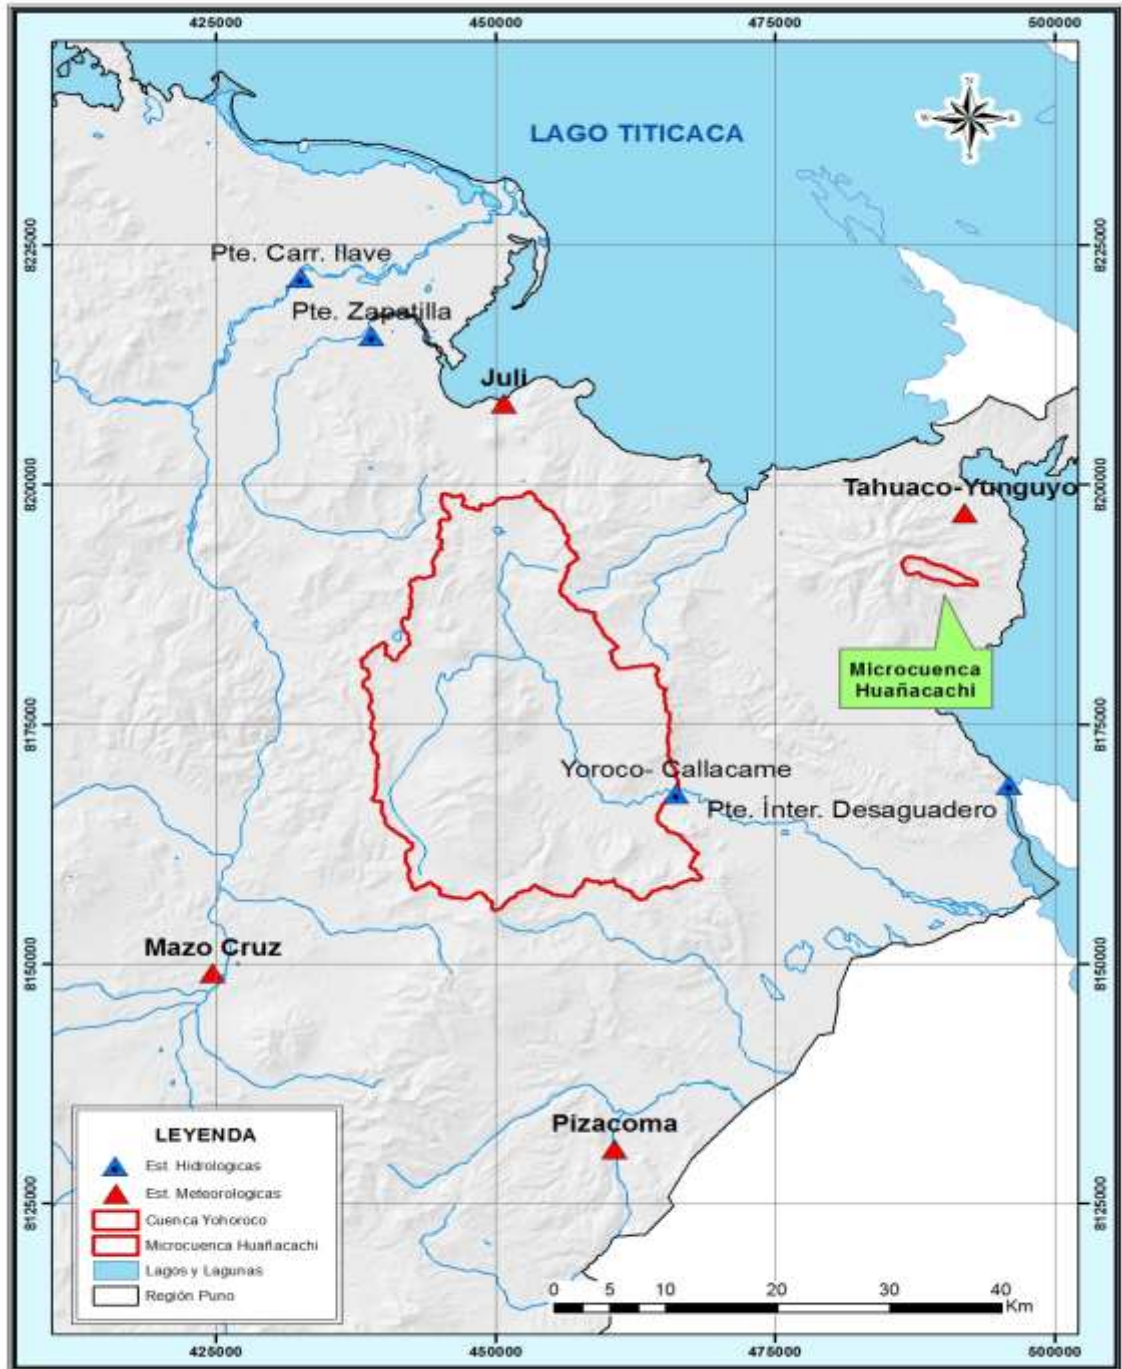 425000 450000 475000 500000
N
W E
S
LAGO TITICACA
8225000 8225000
Pte. Carr. Ilave
Pte. Zapatilla
Juli
8200000 8200000
Tahuaco-Yunguyo
Microcuenca
Huañacachi
8175000 8175000
Yoroco- Callacame
Pte. Ínter. Desaguadero
Mazo Cruz
8150000 8150000
Pizacoma
8125000 8125000
LEYENDA
Est. Hidrologicas
Est. Meteorologicas
Cuenca Yohoroco
Microcuenca Huañacachi
Lagos y Lagunas
Región Puno
0 5 10 20 30 40
Km
425000 450000 475000 500000